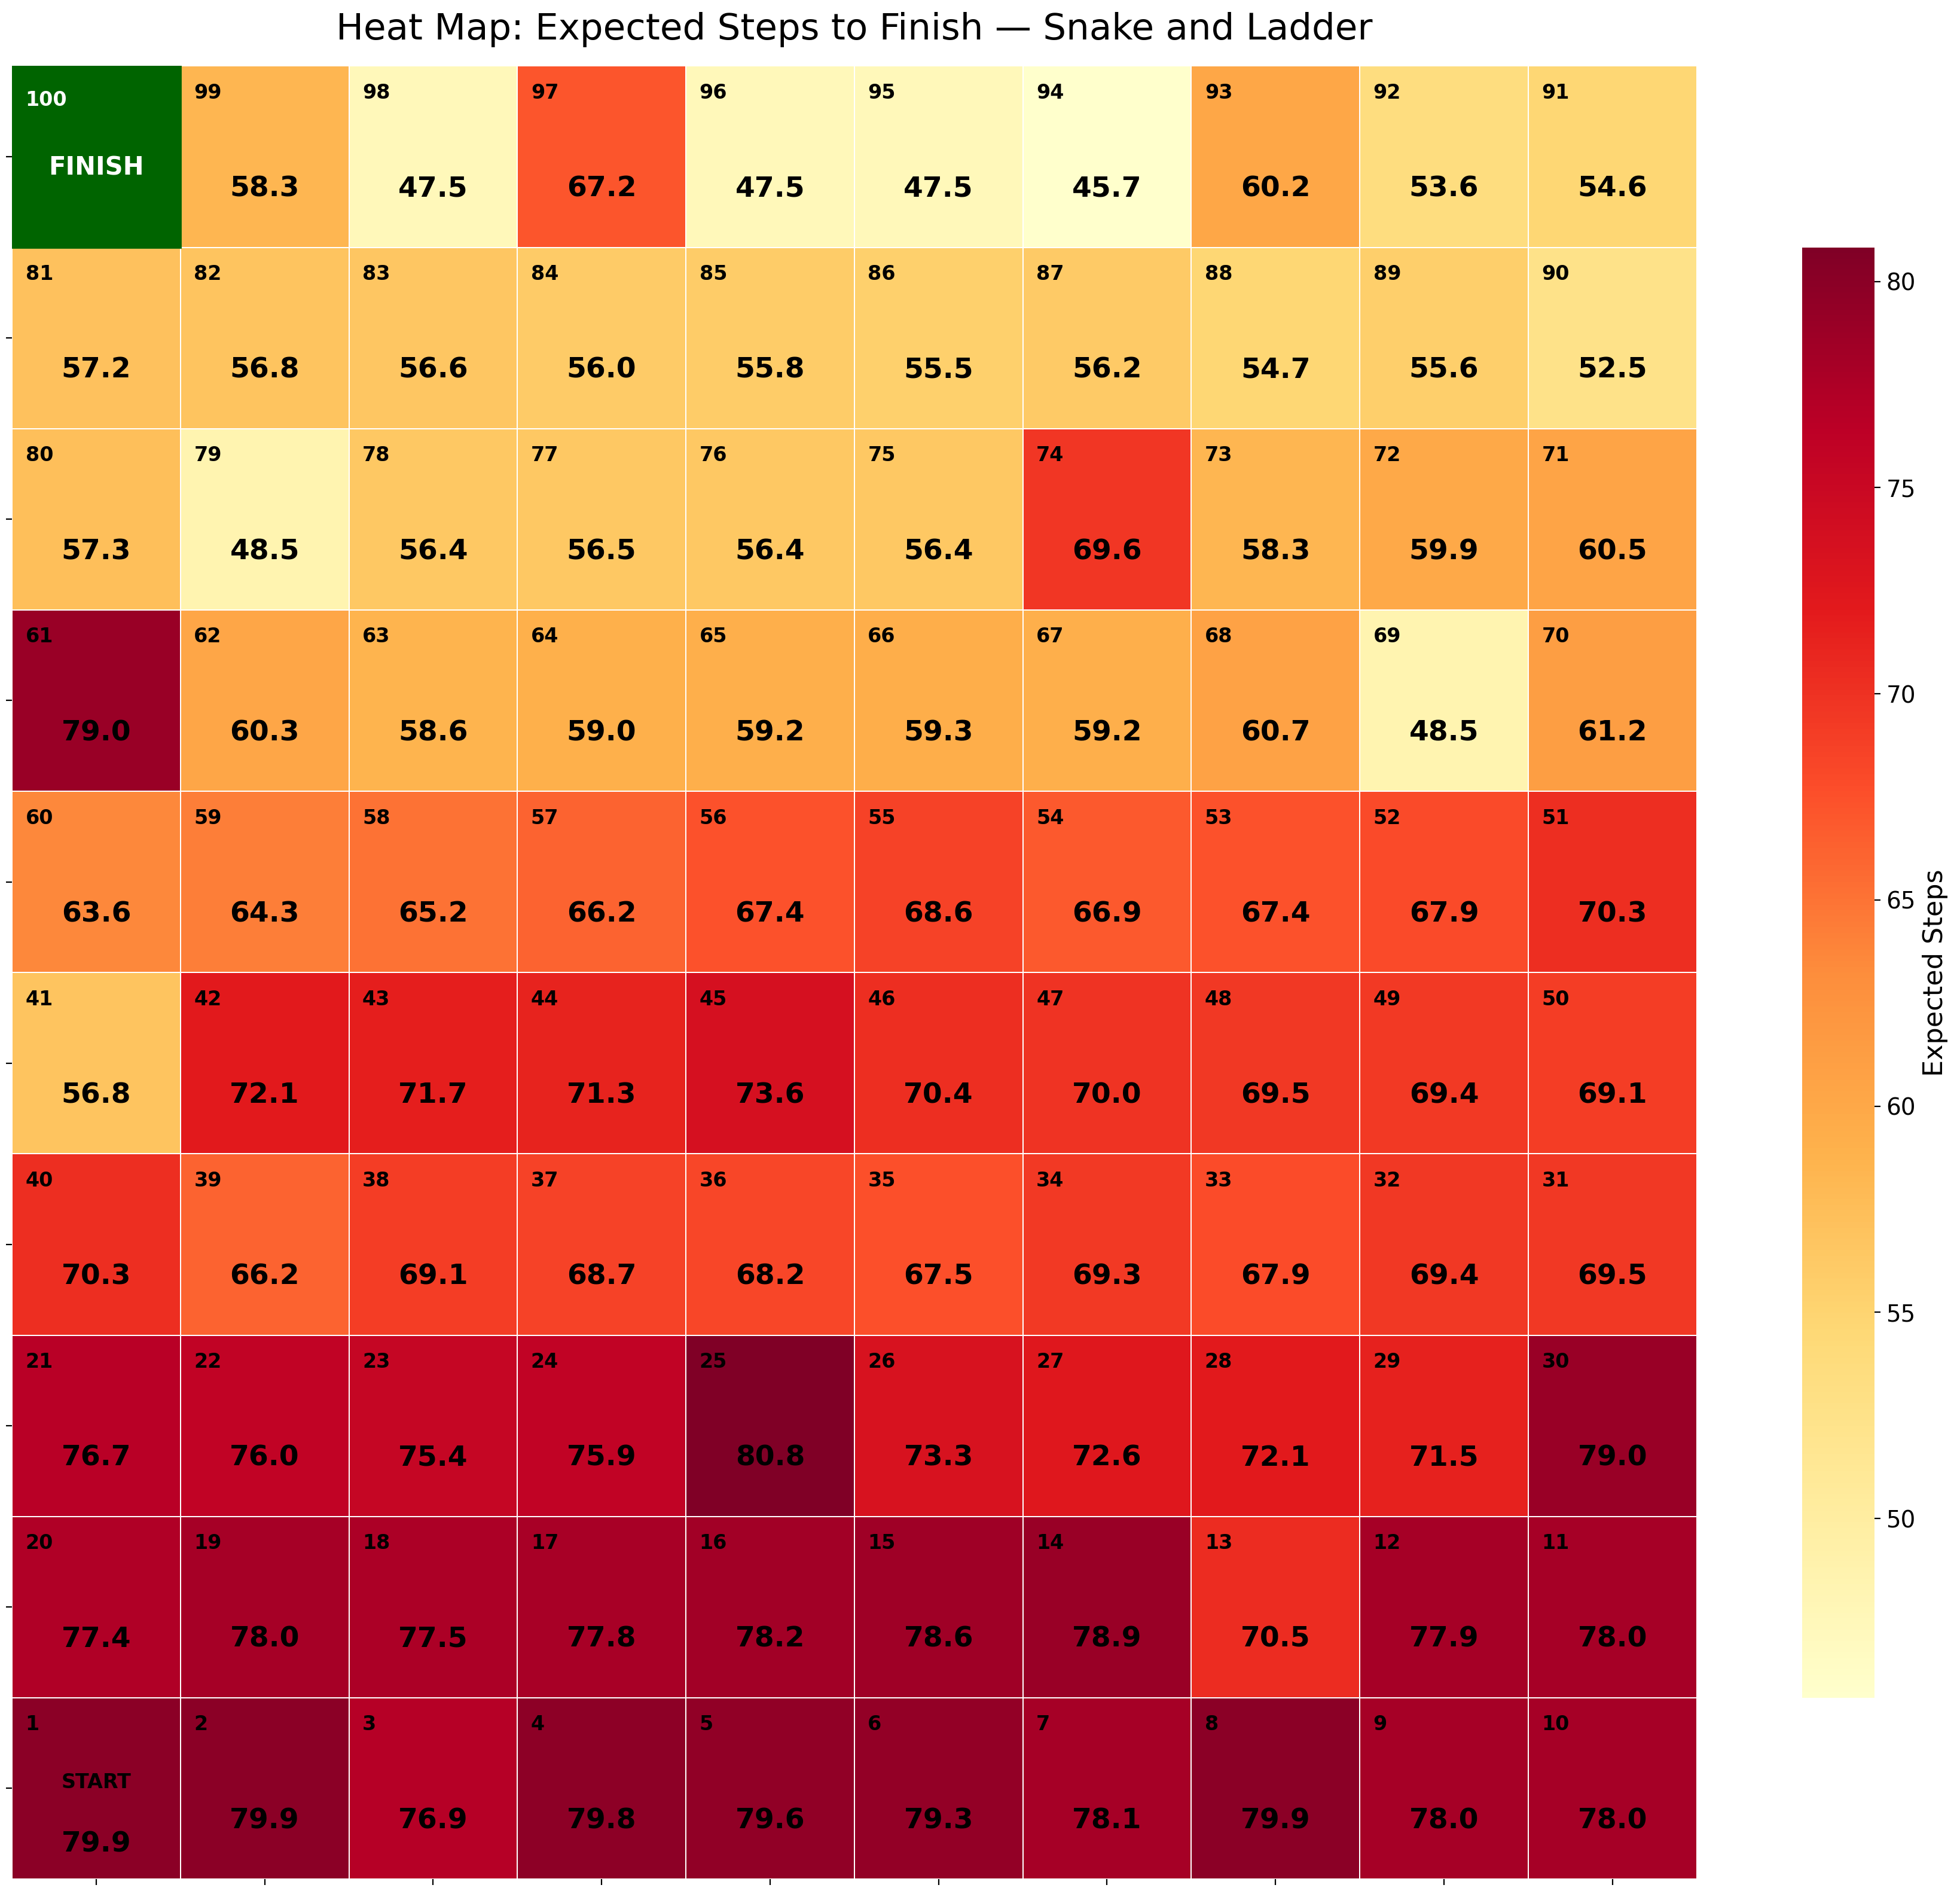 Heat Map: Expected Steps to Finish — Snake and Ladder
100 99 98 97 96 95 94 93 92 91
FINISH 58.3 47.5 67.2 47.5 47.5 45.7 60.2 53.6 54.6
81 82 83 84 85 86 87 88 89 90
57.2 56.8 56.6 56.0 55.8 55.5 56.2 54.7 55.6 52.5
80 79 78 77 76 75 74 73 72 71
57.3 48.5 56.4 56.5 56.4 56.4 69.6 58.3 59.9 60.5
61 62 63 64 65 66 67 68 69 70
79.0 60.3 58.6 59.0 59.2 59.3 59.2 60.7 48.5 61.2
60 59 58 57 56 55 54 53 52 51
63.6 64.3 65.2 66.2 67.4 68.6 66.9 67.4 67.9 70.3
41 42 43 44 45 46 47 48 49 50
56.8 72.1 71.7 71.3 73.6 70.4 70.0 69.5 69.4 69.1
40 39 38 37 36 35 34 33 32 31
70.3 66.2 69.1 68.7 68.2 67.5 69.3 67.9 69.4 69.5
21 22 23 24 25 26 27 28 29 30
76.7 76.0 75.4 75.9 80.8 73.3 72.6 72.1 71.5 79.0
20 19 18 17 16 15 14 13 12 11
77.4 78.0 77.5 77.8 78.2 78.6 78.9 70.5 77.9 78.0
1 2 3 4 5 6 7 8 9 10
START
79.9 79.9 76.9 79.8 79.6 79.3 78.1 79.9 78.0 78.0
80
75
70
65
60
55
50
Expected Steps